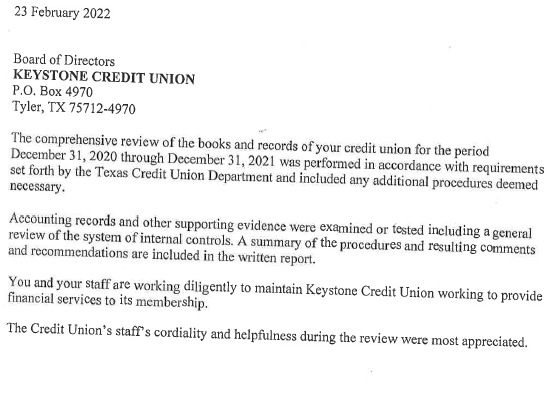 23 February 2022
Board of Directors
KEYSTONE CREDIT UNION
P.O. Box 4970
Tyler, TX 75712-4970
The comprehensive review of the books and records of your credit union for the period
December 31, 2020 through December 31, 2021 was performed in accordance with requirements
set forth by the Texas Credit Union Department and included any additional procedures deemed
necessary.
Accounting records and other supporting evidence were examined or tested including a general
review of the system of internal controls. A summary of the procedures and resulting comments
and recommendations are included in the written report.
You and your staff are working diligently to maintain Keystone Credit Union working to provide
financial services to its membership.
The Credit Union's staff's cordiality and helpfulness during the review were most appreciated.